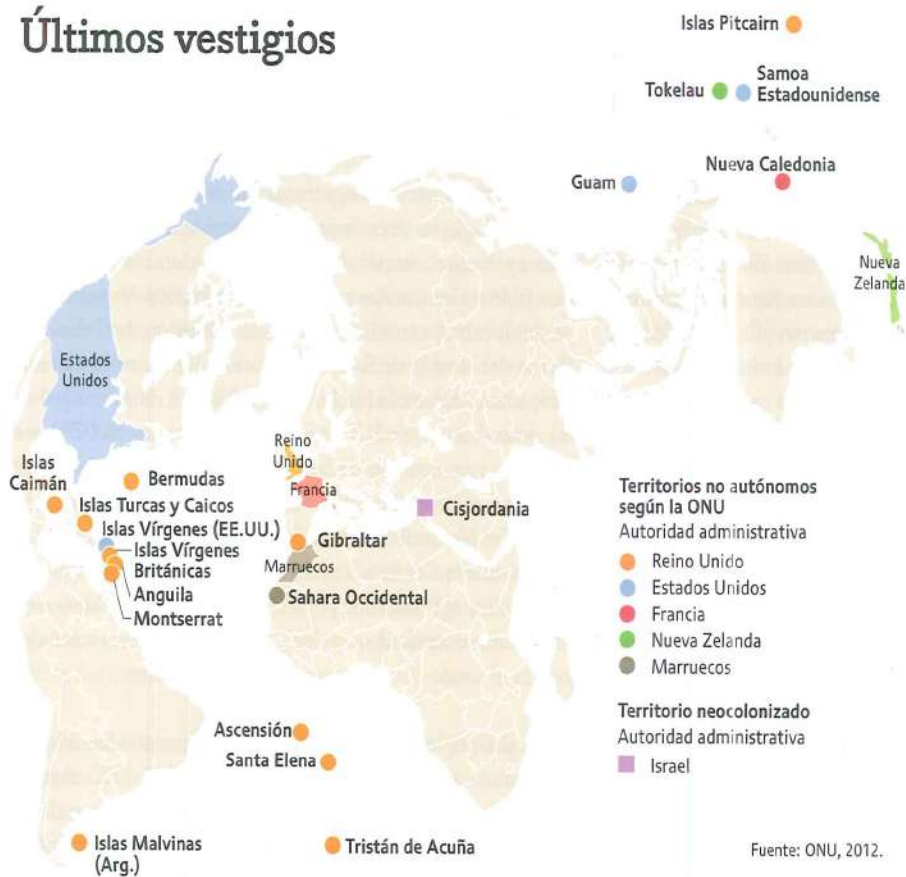 Últimos vestigios
Islas Pitcairn
Tokelau
Samoa
Estadounidense
Guam
Nueva Caledonia
Nueva
Zelanda
Estados
Unidos
Reino
Unido
Francia
Islas
Caimán
Bermudas
Islas Turcas y Caicos
Islas Vírgenes (EE.UU.)
Islas Vírgenes
Británicas
Anguila
Montserrat
Gibraltar
Marruecos
Sahara Occidental
Cisjordania
Ascensión
Santa Elena
Islas Malvinas
(Arg.)
Tristán de Acuña
Territorios no autónomos
según la ONU
Autoridad administrativa
Reino Unido
Estados Unidos
Francia
Nueva Zelanda
Marruecos
Territorio neocolonizado
Autoridad administrativa
Israel
Fuente: ONU, 2012.